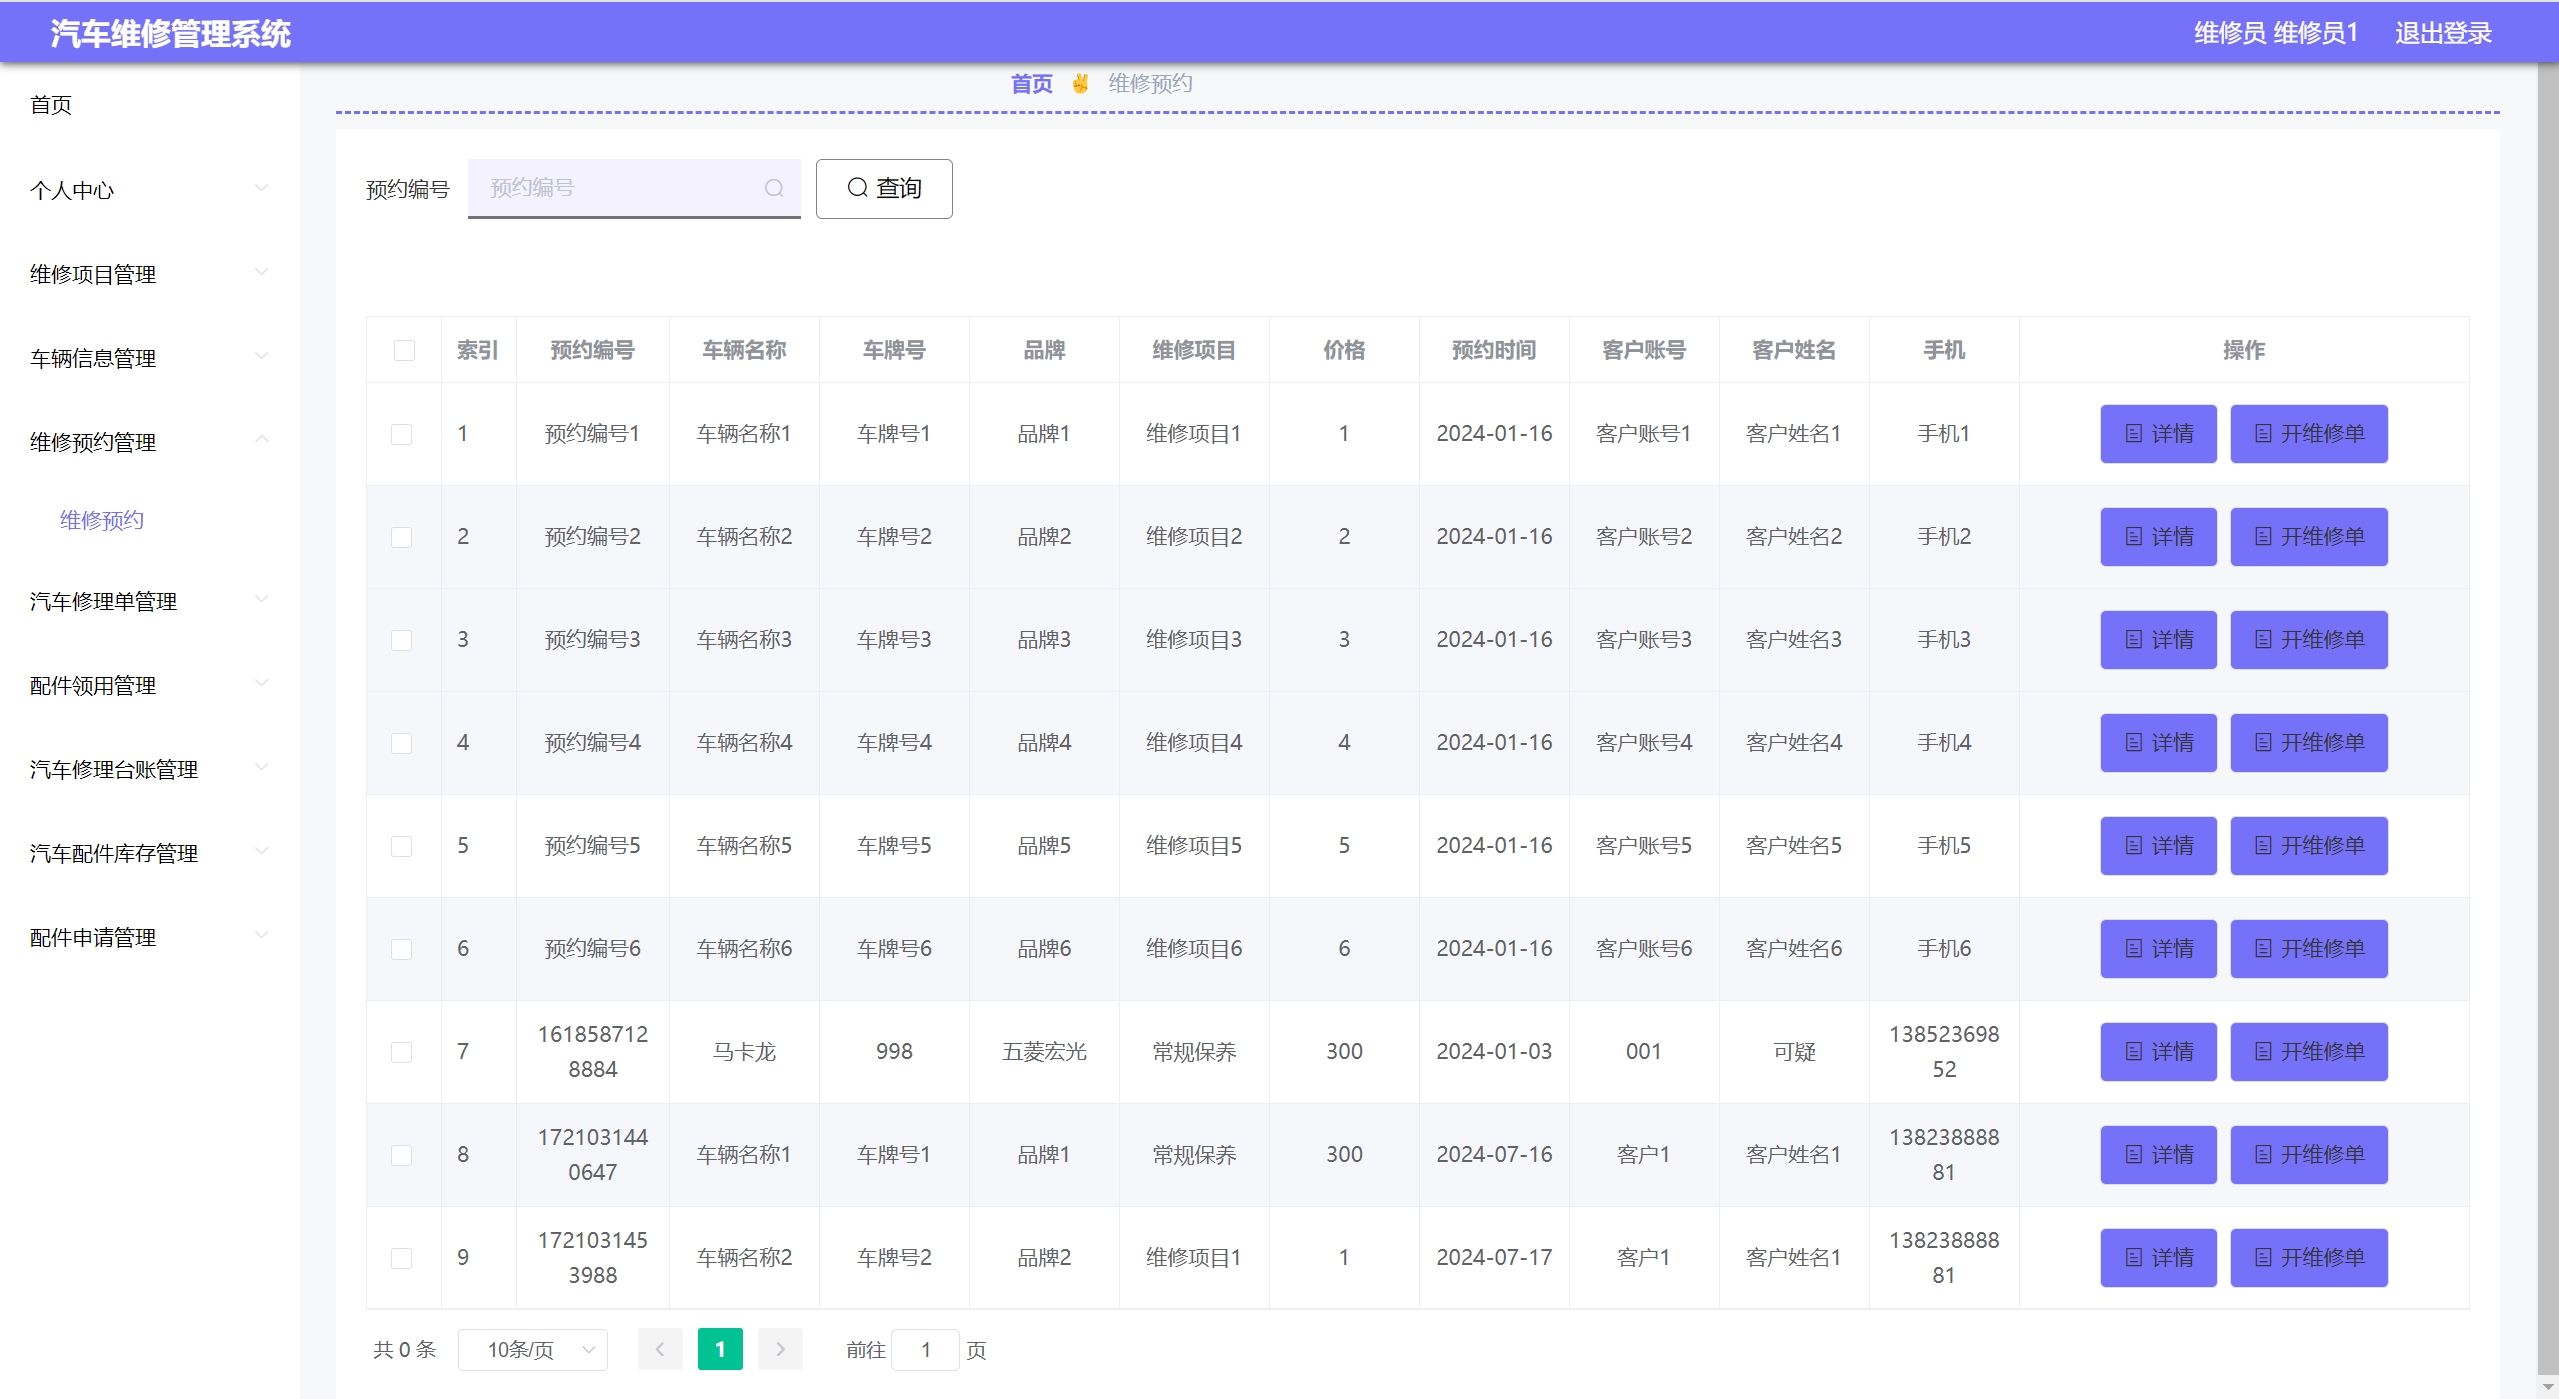 汽车维修管理系统
维修员 维修员1 退出登录
首页 ✌ 维修预约
首页
个人中心
维修项目管理
车辆信息管理
维修预约管理
维修预约
汽车修理单管理
配件领用管理
汽车修理台账管理
汽车配件库存管理
配件申请管理
预约编号 预约编号 查询
索引 预约编号 车辆名称 车牌号 品牌 维修项目 价格 预约时间 客户账号 客户姓名 手机 操作
1 预约编号1 车辆名称1 车牌号1 品牌1 维修项目1 1 2024-01-16 客户账号1 客户姓名1 手机1 详情 开维修单
2 预约编号2 车辆名称2 车牌号2 品牌2 维修项目2 2 2024-01-16 客户账号2 客户姓名2 手机2 详情 开维修单
3 预约编号3 车辆名称3 车牌号3 品牌3 维修项目3 3 2024-01-16 客户账号3 客户姓名3 手机3 详情 开维修单
4 预约编号4 车辆名称4 车牌号4 品牌4 维修项目4 4 2024-01-16 客户账号4 客户姓名4 手机4 详情 开维修单
5 预约编号5 车辆名称5 车牌号5 品牌5 维修项目5 5 2024-01-16 客户账号5 客户姓名5 手机5 详情 开维修单
6 预约编号6 车辆名称6 车牌号6 品牌6 维修项目6 6 2024-01-16 客户账号6 客户姓名6 手机6 详情 开维修单
7 1618587128884 马卡龙 998 五菱宏光 常规保养 300 2024-01-03 001 可疑 13852369852 详情 开维修单
8 1721031440647 车辆名称1 车牌号1 品牌1 常规保养 300 2024-07-16 客户1 客户姓名1 13823888881 详情 开维修单
9 1721031453988 车辆名称2 车牌号2 品牌2 维修项目1 1 2024-07-17 客户1 客户姓名1 13823888881 详情 开维修单
共 0 条 10条/页 1 前往 1 页